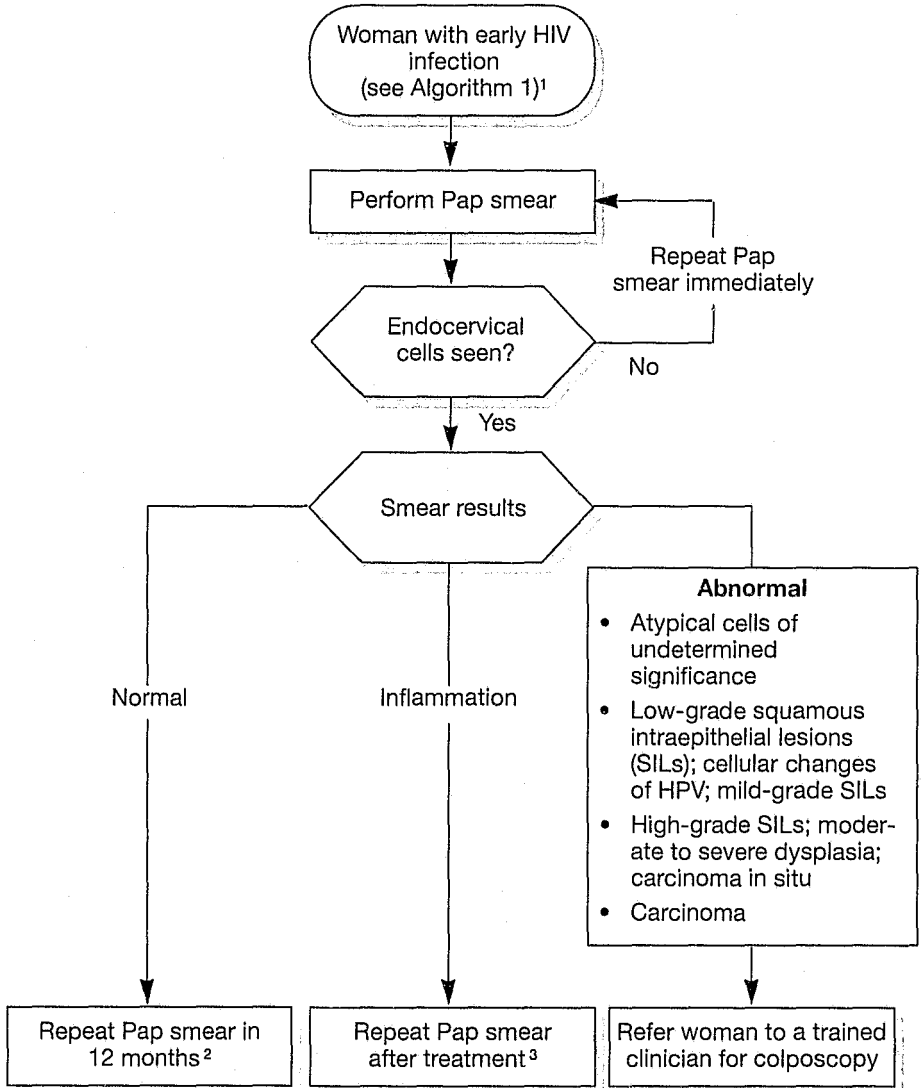 Woman with early HIV
infection
(see Algorithm 1)¹
Perform Pap smear
Repeat Pap
smear immediately
Endocervical
cells seen?
No
Yes
Smear results
Normal
Inflammation
Abnormal
• Atypical cells of
undetermined
significance
• Low-grade squamous
intraepithelial lesions
(SILs); cellular changes
of HPV; mild-grade SILs
• High-grade SILs; moder-
ate to severe dysplasia;
carcinoma in situ
• Carcinoma
Repeat Pap smear in
12 months²
Repeat Pap smear
after treatment³
Refer woman to a trained
clinician for colposcopy